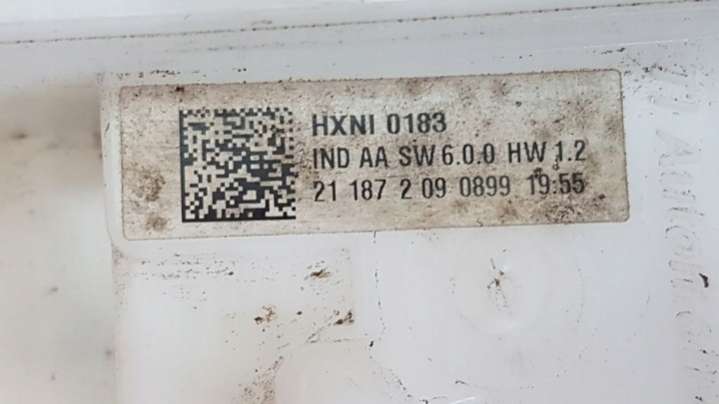 HXNI 0183
IND AA SW 6.0.0 HW 1.2
21 187 2 09 0899 19:55